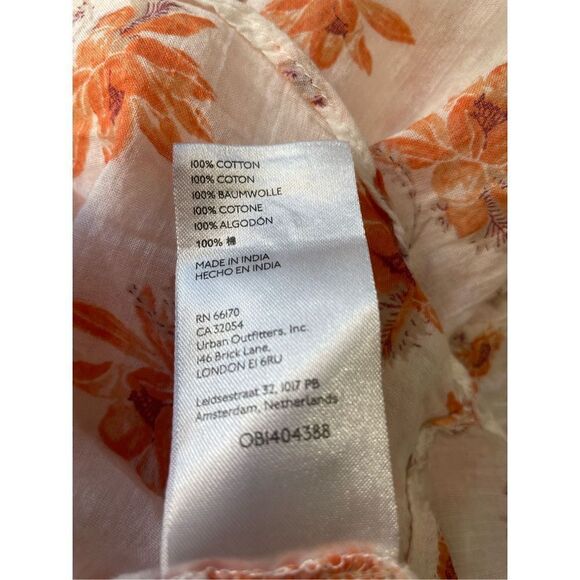 100% COTTON
100% COTON
100% BAUMWOLLE
100% COTONE
100% ALGODÓN
100% 棉
MADE IN INDIA
HECHO EN INDIA
RN 66170
CA 32054
Urban Outfitters, Inc.
146 Brick Lane,
LONDON E1 6RU
Leidsestraat 32, 1017 PB
Amsterdam, Netherlands
OB1404388